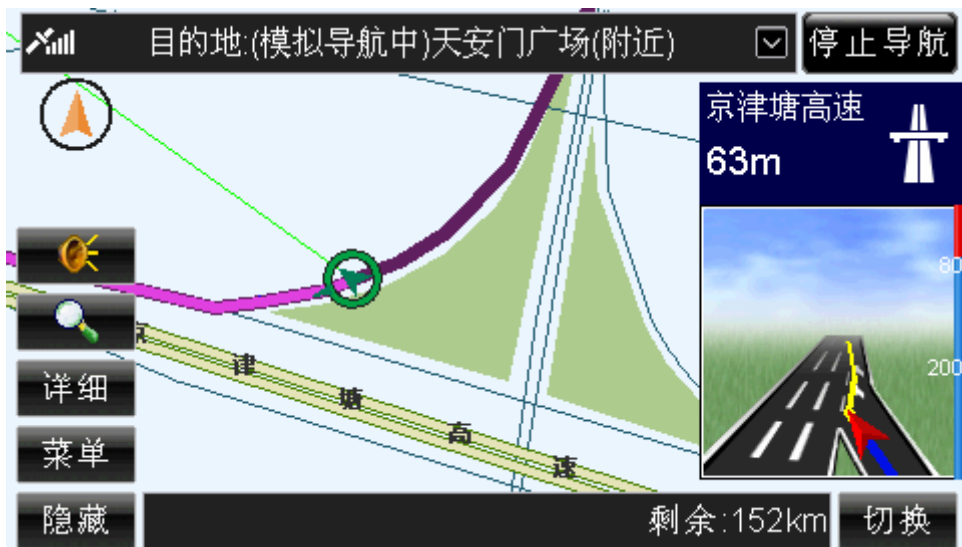 目的地:(模拟导航中)天安门广场(附近)
停止导航
京津塘高速
63m
80
200
详细
菜单
隐藏
京津塘高速
剩余:152km
切换